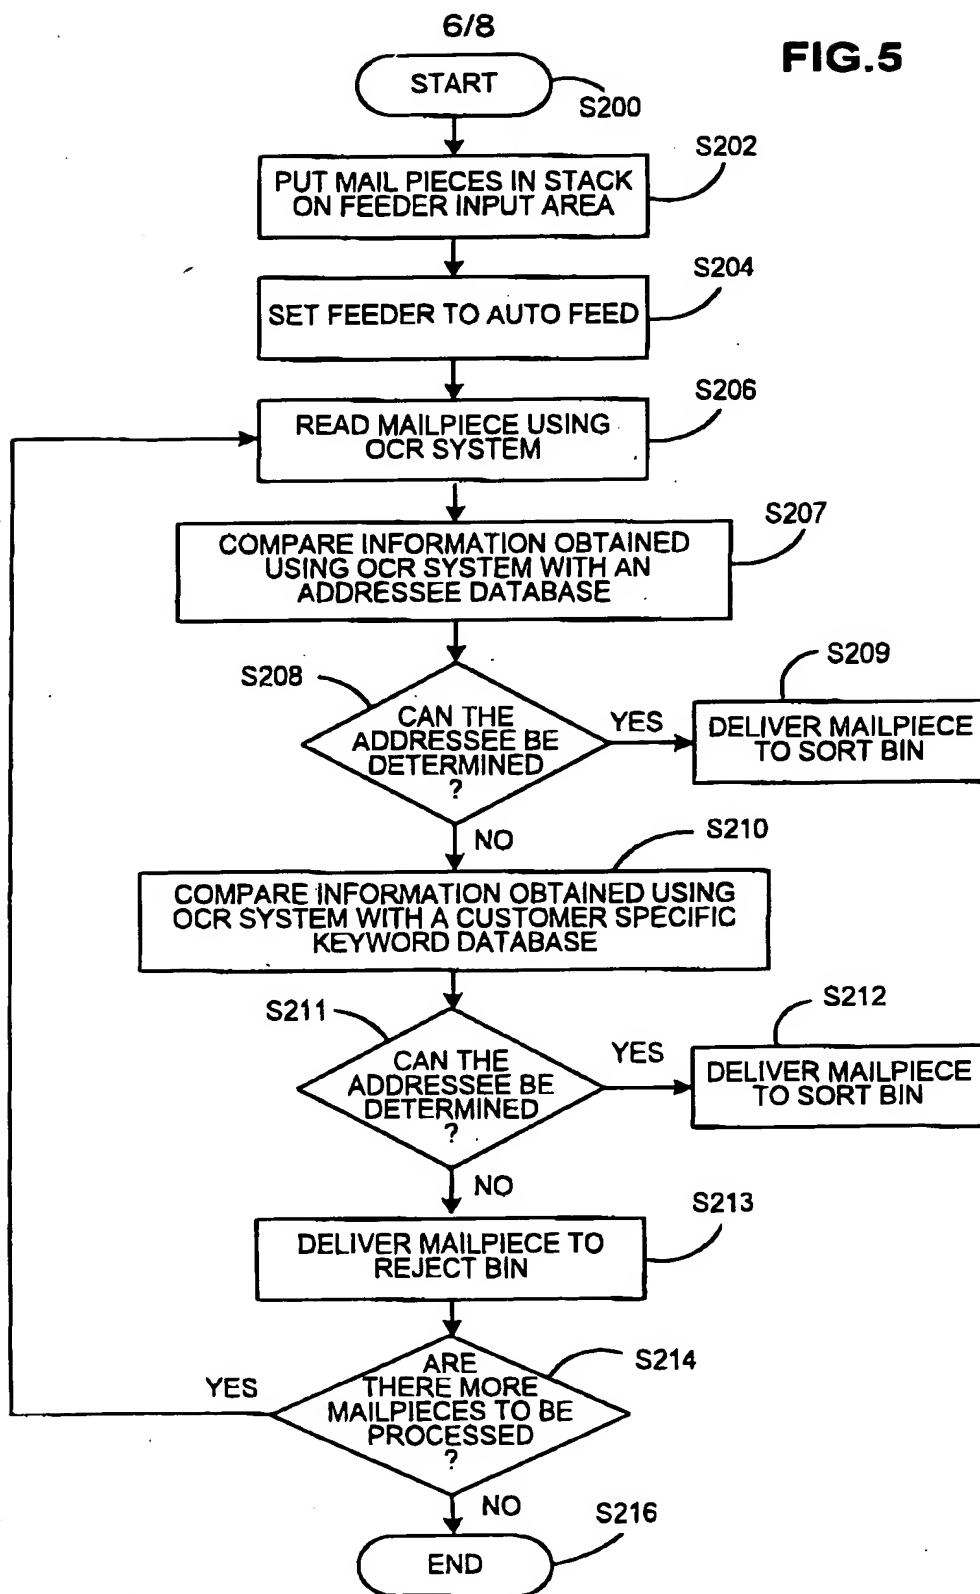 6/8
FIG.5
START
S200
S202
PUT MAIL PIECES IN STACK
ON FEEDER INPUT AREA
S204
SET FEEDER TO AUTO FEED
S206
READ MAILPIECE USING
OCR SYSTEM
S207
COMPARE INFORMATION OBTAINED
USING OCR SYSTEM WITH AN
ADDRESSEE DATABASE
S208
CAN THE
ADDRESSEE BE
DETERMINED
?
YES
S209
DELIVER MAILPIECE
TO SORT BIN
NO
S210
COMPARE INFORMATION OBTAINED USING
OCR SYSTEM WITH A CUSTOMER SPECIFIC
KEYWORD DATABASE
S211
CAN THE
ADDRESSEE BE
DETERMINED
?
YES
S212
DELIVER MAILPIECE
TO SORT BIN
NO
S213
DELIVER MAILPIECE TO
REJECT BIN
S214
ARE
THERE MORE
MAILPIECES TO BE
PROCESSED
?
YES
NO
S216
END